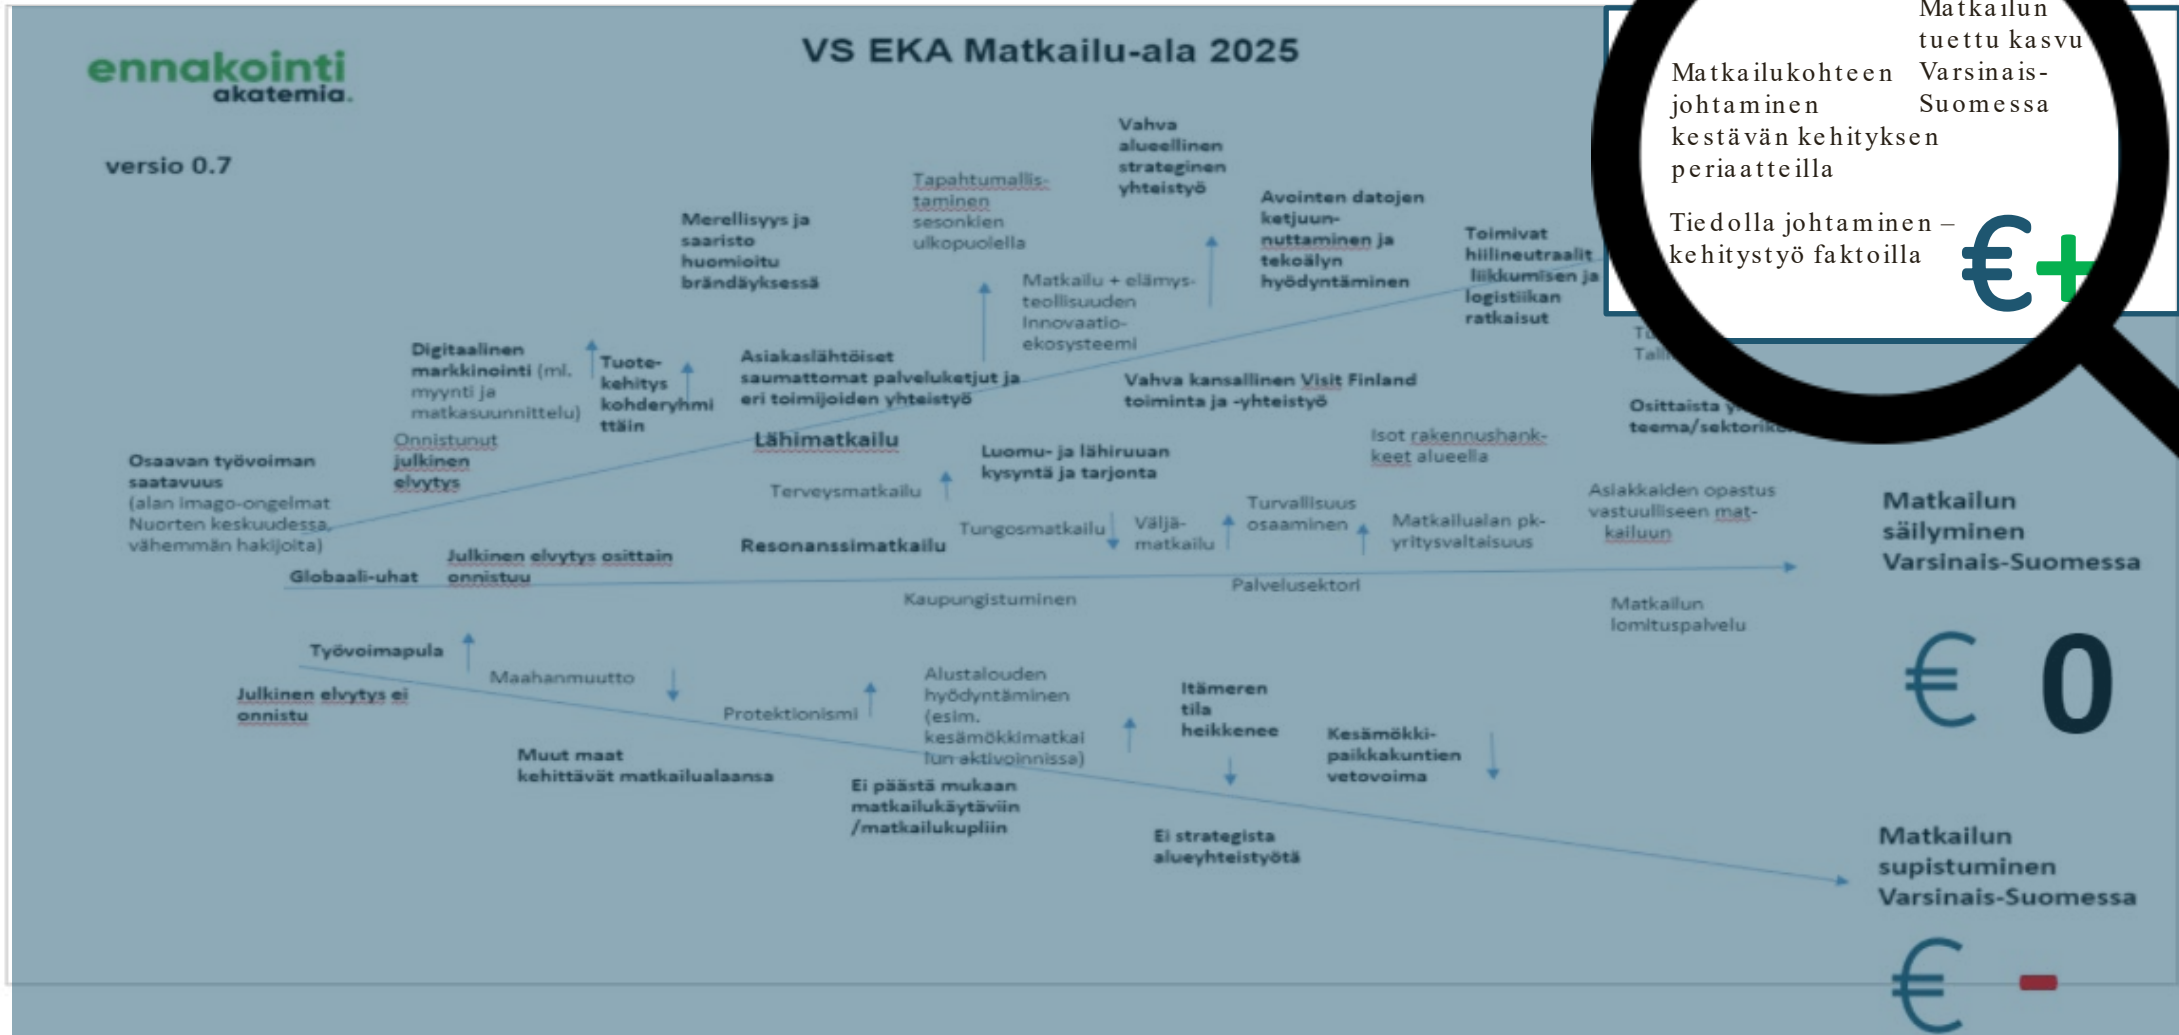 ennakointi
akatemia.
VS EKA Matkailu-ala 2025
versio 0.7
Matkailun
tuettu kasvu
Varsinais-
Suomessa
Matkailukohteen
johtaminen
kestävän kehityksen
periaatteilla
Tiedolla johtaminen –
kehitystyö faktoilla
€+
Vahva
alueellinen
strateginen
yhteistyö
Tapahtumallis-
taminen
sesonkien
ulkopuolella
Avointen datojen
ketjuun-
nuttaminen ja
tekoälyn
hyödyntäminen
Merellisyys ja
saaristo
huomioitu
brändäyksessä
Toimivat
hiilineutraalit
liikkumisen ja
logistiikan
ratkaisut
Matkailu + elämys-
teollisuuden
Innovaatio-
ekosysteemi
Digitaalinen
markkinointi (ml.
myynti ja
matkasuunnittelu)
Tuote-
kehitys
kohderyhmi
ttäin
Asiakaslähtöiset
saumattomat palveluketjut ja
eri toimijoiden yhteistyö
Vahva kansallinen Visit Finland
toiminta ja -yhteistyö
Osittaista
teema/
Onnistunut
julkinen
elvytys
Lähimatkailu
Luomu- ja lähiruuan
kysyntä ja tarjonta
Isot rakennushank-
keet alueella
Osaavan työvoiman
saatavuus
(alan imago-ongelmat
Nuorten keskuudessa,
vähemmän hakijoita)
Terveysmatkailu
Tungosmatkailu
Väljä-
matkailu
Turvallisuus
osaaminen
Matkailualan pk-
yritysvaltaisuus
Asiakkaiden opastus
vastuulliseen mat-
kailuun
Matkailun
säilyminen
Varsinais-Suomessa
Resonanssimatkailu
Julkinen elvytys osittain
onnistuu
Globaali-uhat
Kaupungistuminen
Palvelusektori
Matkailun
lomituspalvelu
€ 0
Työvoimapula
Maahanmuutto
Julkinen elvytys ei
onnistu
Protektionismi
Alustalouden
hyödyntäminen
(esim.
kesämökkimatkai
lun aktivoinnissa)
Itämeren
tila
heikkenee
Kesämökki-
paikkakuntien
vetovoima
Muut maat
kehittävät matkailualaansa
Ei päästä mukaan
matkailukäytäviin
/matkailukupliin
Ei strategista
alueyhteistyötä
Matkailun
supistuminen
Varsinais-Suomessa
€ -